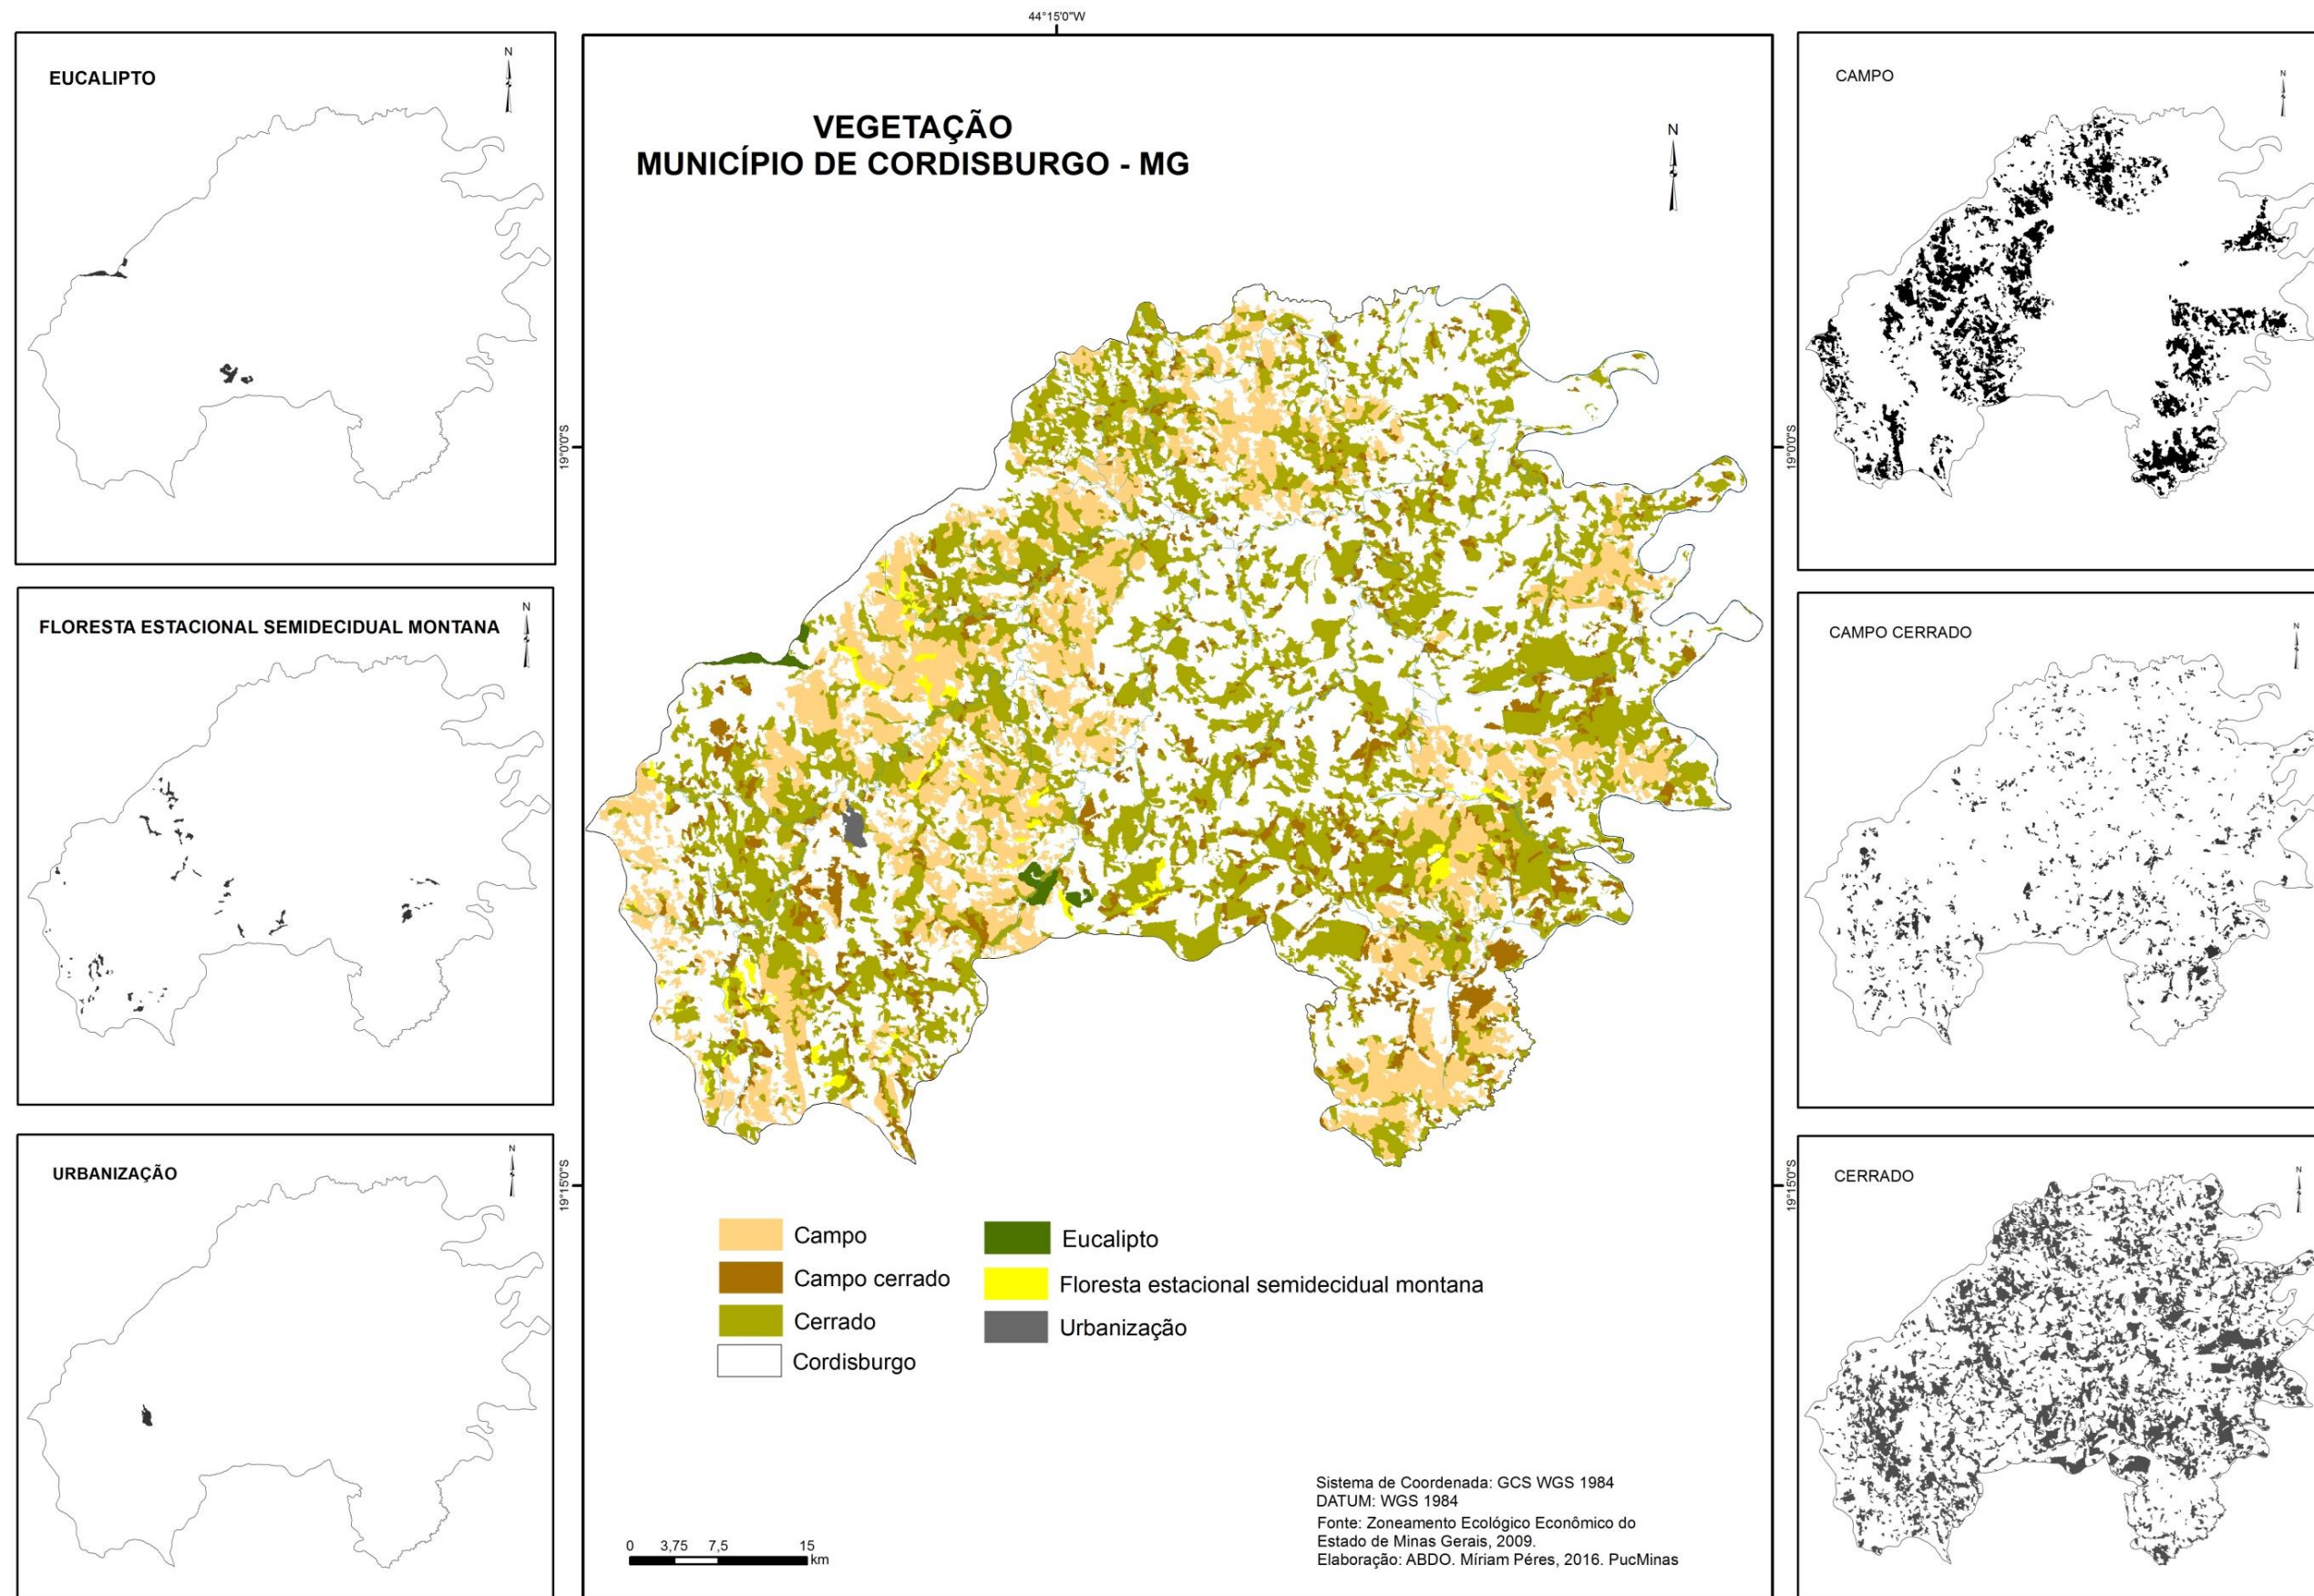 44°15'0"W
EUCALIPTO
N
FLORESTA ESTACIONAL SEMIDECIDUAL MONTANA
N
URBANIZAÇÃO
N
VEGETAÇÃO
MUNICÍPIO DE CORDISBURGO - MG
N
19°0'0"S
19°0'0"S
19°15'0"S
19°15'0"S
Campo
Campo cerrado
Cerrado
Cordisburgo
Eucalipto
Floresta estacional semidecidual montana
Urbanização
0 3,75 7,5 15
km
Sistema de Coordenada: GCS WGS 1984
DATUM: WGS 1984
Fonte: Zoneamento Ecológico Econômico do
Estado de Minas Gerais, 2009.
Elaboração: ABDO. Míriam Péres, 2016. PucMinas
CAMPO
N
CAMPO CERRADO
N
CERRADO
N